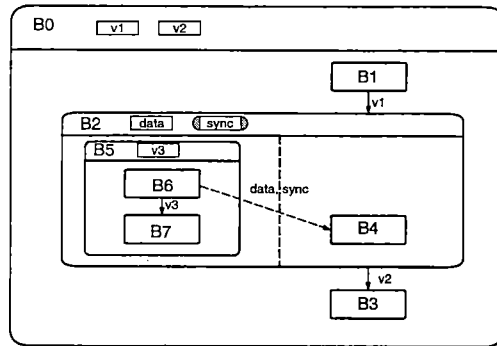 B0 v1 v2
B1
v1
B2 data sync
B5 v3
B6
data, sync
v3
B7
B4
v2
B3